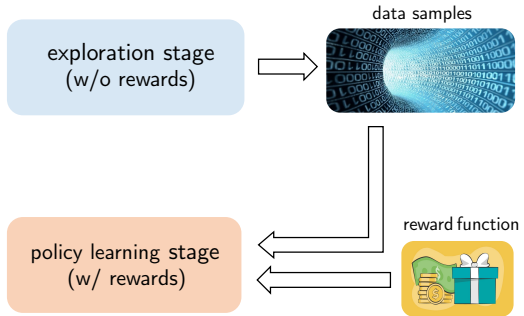 data samples
exploration stage
(w/o rewards)
reward function
policy learning stage
(w/ rewards)